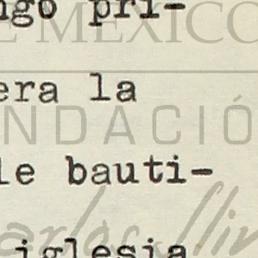 ngo pri-
E MÉXICO
era la
NDACIÓ
le bauti-
iglesia